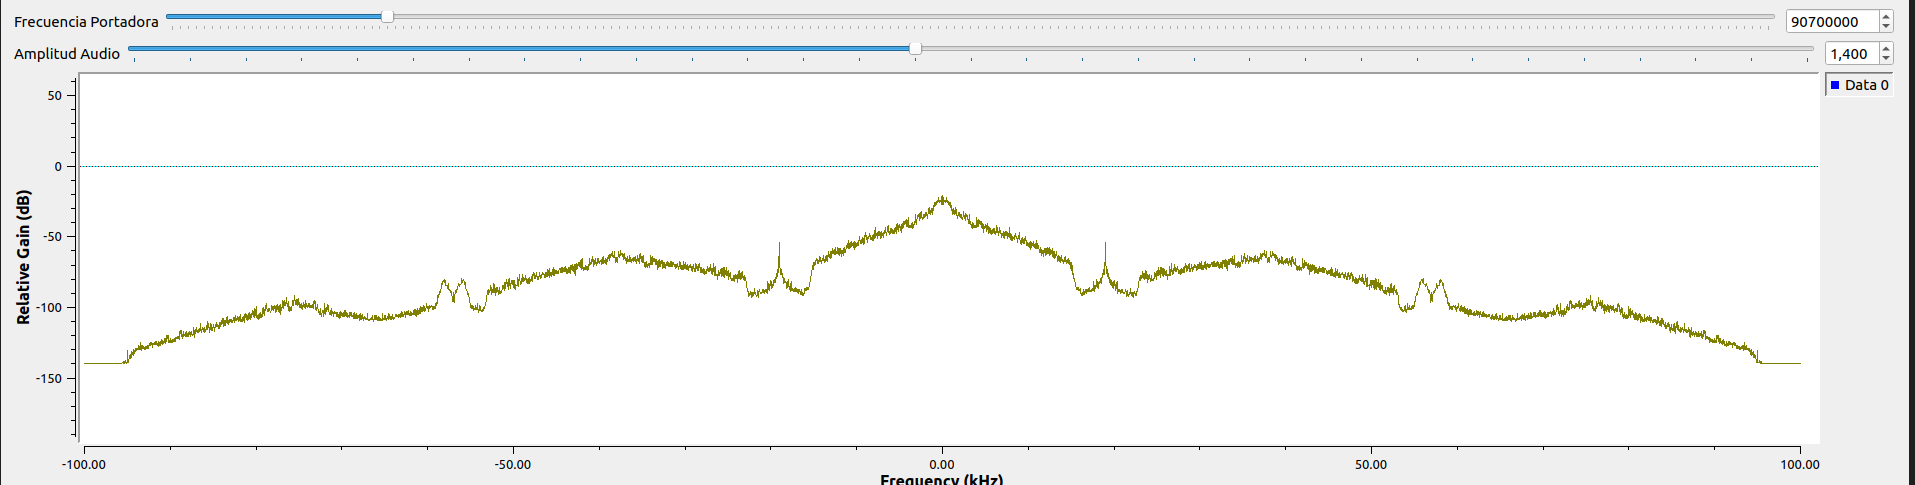 Frecuencia Portadora 90700000
Amplitud Audio 1,400
Data 0
50
0
-50
-100
-150
Relative Gain (dB)
-100.00 -50.00 0.00 50.00 100.00
Frequency (kHz)